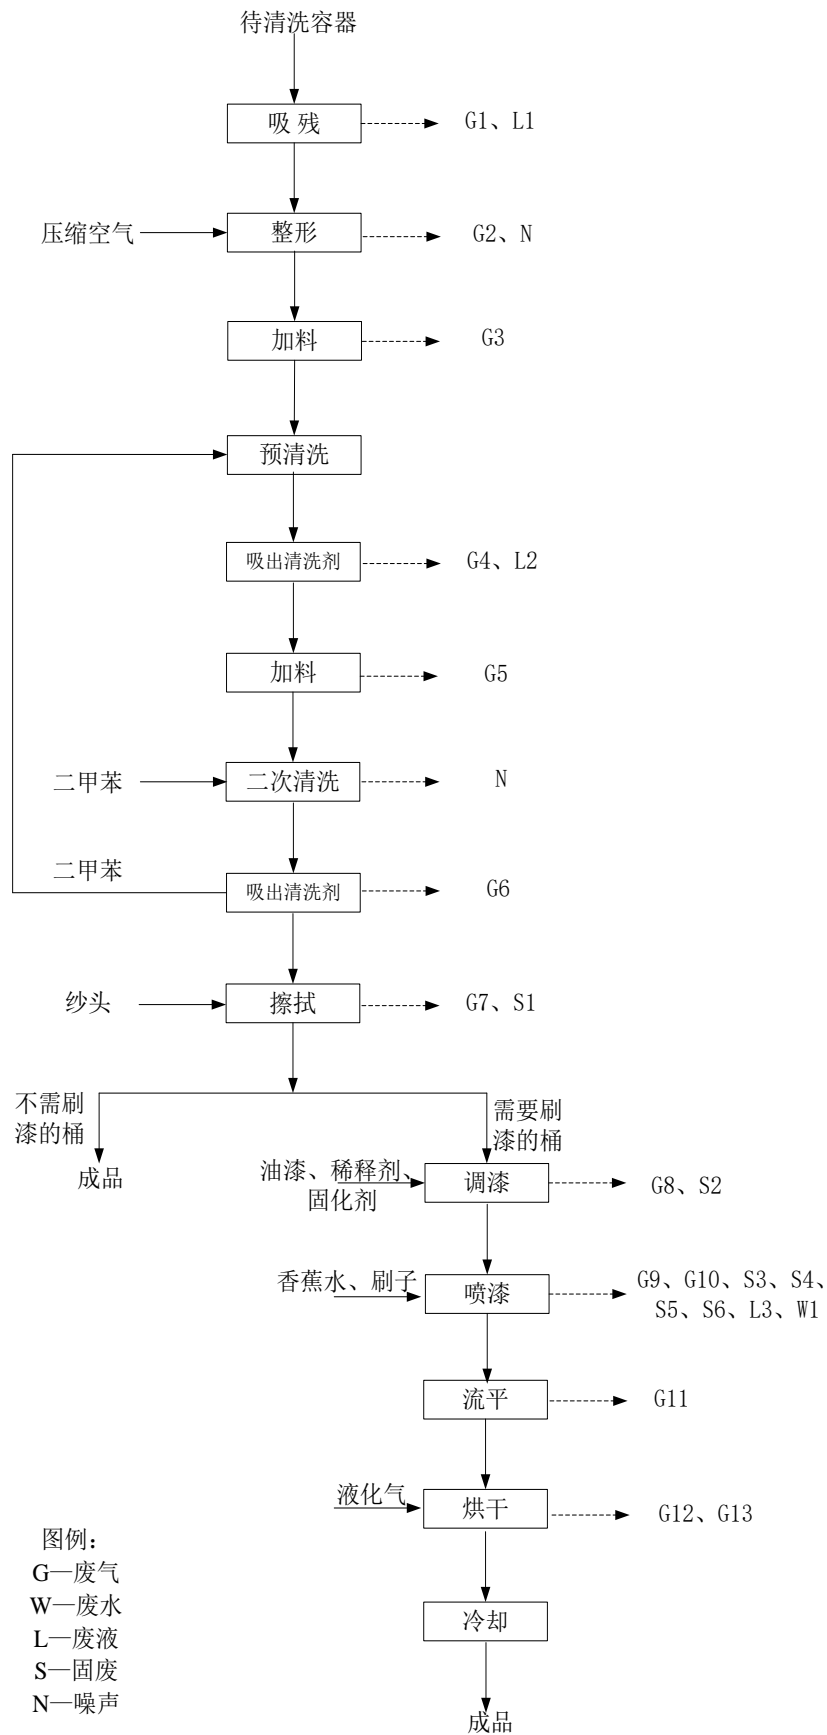 待清洗容器
吸 残
G1、L1
压缩空气
整形
G2、N
加料
G3
预清洗
吸出清洗剂
G4、L2
加料
G5
二甲苯
二次清洗
N
二甲苯
吸出清洗剂
G6
纱头
擦拭
G7、S1
不需刷
漆的桶
需要刷
漆的桶
成品
油漆、稀释剂、
固化剂
调漆
G8、S2
香蕉水、刷子
喷漆
G9、G10、S3、S4、
S5、S6、L3、W1
流平
G11
液化气
烘干
G12、G13
冷却
成品
图例：
G—废气
W—废水
L—废液
S—固废
N—噪声